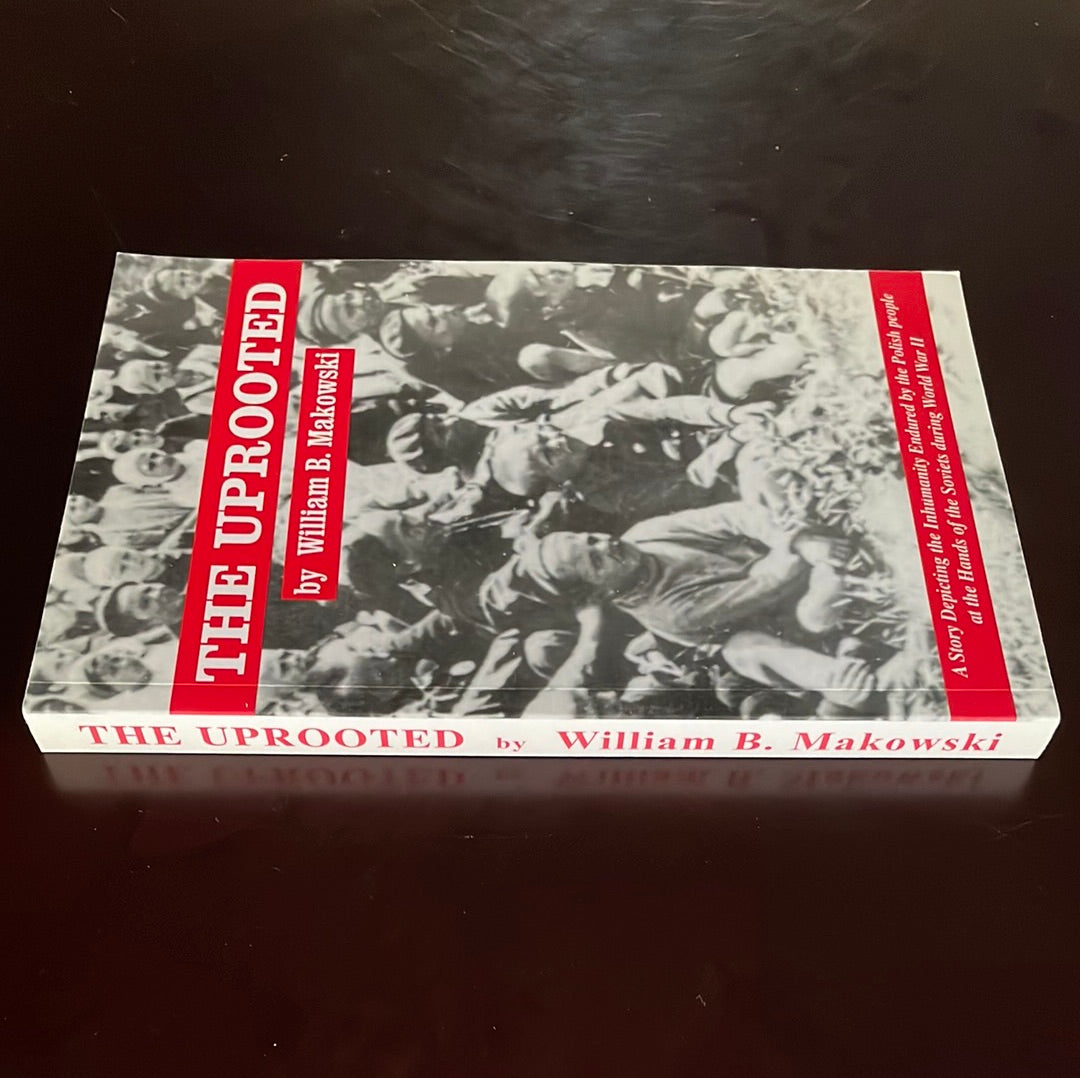 THE UPROOTED
by William B. Makowski
A Story Depicting the Inhumanity Endured by the Polish people
at the Hands of the Soviets during World War II
THE UPROOTED by William B. Makowski